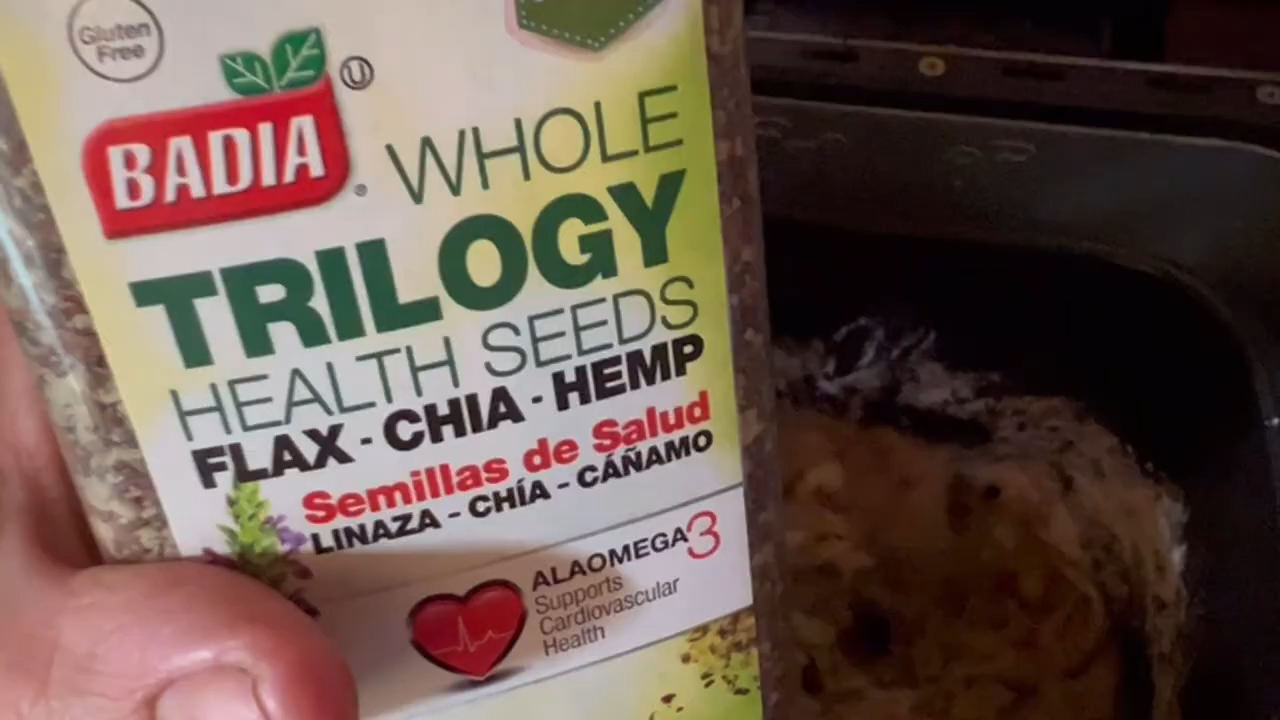 Gluten
Free
BADIA
WHOLE
TRILOGY
HEALTH SEEDS
FLAX - CHIA - HEMP
Semillas de Salud
LINAZA - CHÍA - CÁÑAMO
ALAOMEGA3
Supports
Cardiovascular
Health